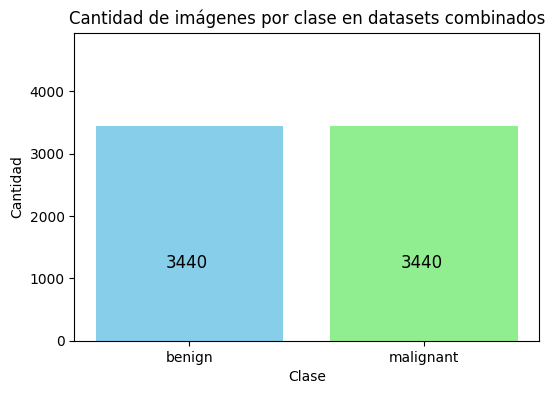 Cantidad de imágenes por clase en datasets combinados
4000
3000
2000
1000
0
Cantidad
3440
3440
benign
malignant
Clase